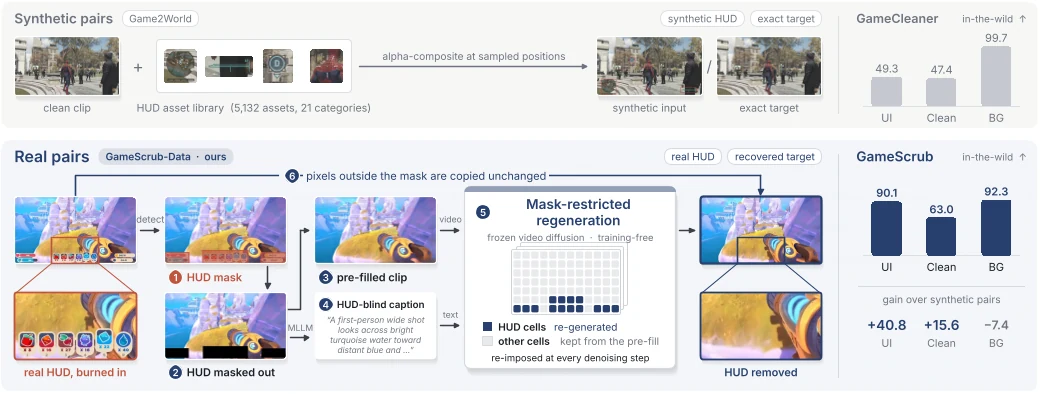 Synthetic pairs Game2World synthetic HUD exact target
clean clip
+
HUD asset library (5,132 assets, 21 categories)
alpha-composite at sampled positions
synthetic input
/
exact target
GameCleaner in-the-wild ↑
49.3 47.4 99.7
UI Clean BG
Real pairs GameScrub-Data · ours real HUD recovered target
6 pixels outside the mask are copied unchanged
detect
1 HUD mask
2 HUD masked out
real HUD, burned in
3 pre-filled clip
MLLM
4 HUD-blind caption
"A first-person wide shot
looks across bright
turquoise water toward
distant blue and ..."
video
text
5 Mask-restricted
regeneration
frozen video diffusion · training-free
HUD cells re-generated
other cells kept from the pre-fill
re-imposed at every denoising step
HUD removed
GameScrub in-the-wild ↑
90.1 63.0 92.3
UI Clean BG
gain over synthetic pairs
+40.8 +15.6 −7.4
UI Clean BG